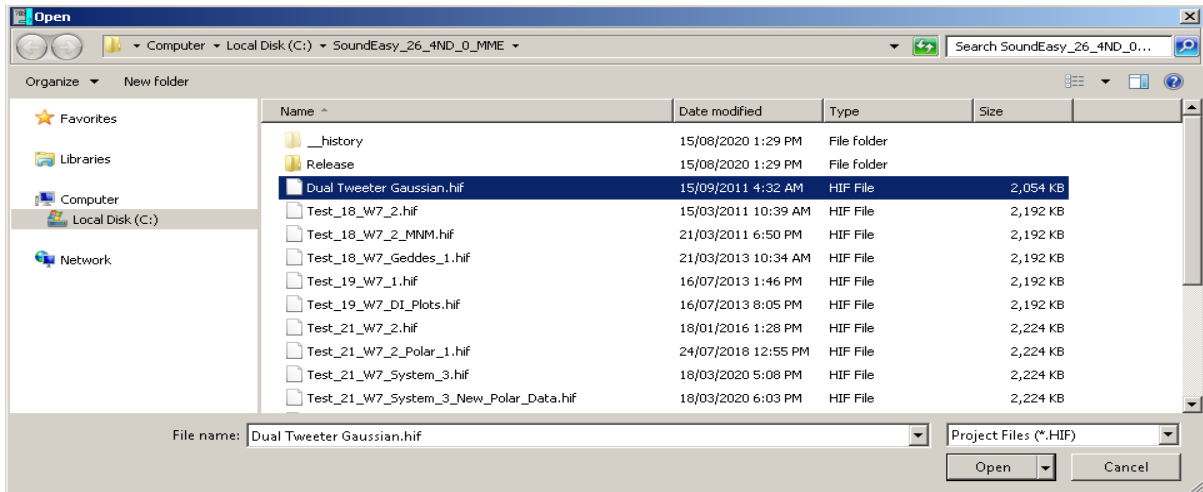 Open
Computer Local Disk (C:) SoundEasy_26_4ND_0_MME Search SoundEasy_26_4ND_0...
Organize New folder
Favorites
Libraries
Computer
Local Disk (C:)
Network
Name Date modified Type Size
__history 15/08/2020 1:29 PM File folder
Release 15/08/2020 1:29 PM File folder
Dual Tweeter Gaussian.hif 15/09/2011 4:32 AM HIF File 2,054 KB
Test_18_W7_2.hif 15/03/2011 10:39 AM HIF File 2,192 KB
Test_18_W7_2_MNM.hif 21/03/2011 6:50 PM HIF File 2,192 KB
Test_18_W7_Geddes_1.hif 21/03/2013 10:34 AM HIF File 2,192 KB
Test_19_W7_1.hif 16/07/2013 1:46 PM HIF File 2,192 KB
Test_19_W7_DI_Plots.hif 16/07/2013 8:05 PM HIF File 2,192 KB
Test_21_W7_2.hif 18/01/2016 1:28 PM HIF File 2,224 KB
Test_21_W7_2_Polar_1.hif 24/07/2018 12:55 PM HIF File 2,224 KB
Test_21_W7_System_3.hif 18/03/2020 5:08 PM HIF File 2,224 KB
Test_21_W7_System_3_New_Polar_Data.hif 18/03/2020 6:03 PM HIF File 2,224 KB
File name: Dual Tweeter Gaussian.hif Project Files (*.HIF)
Open Cancel